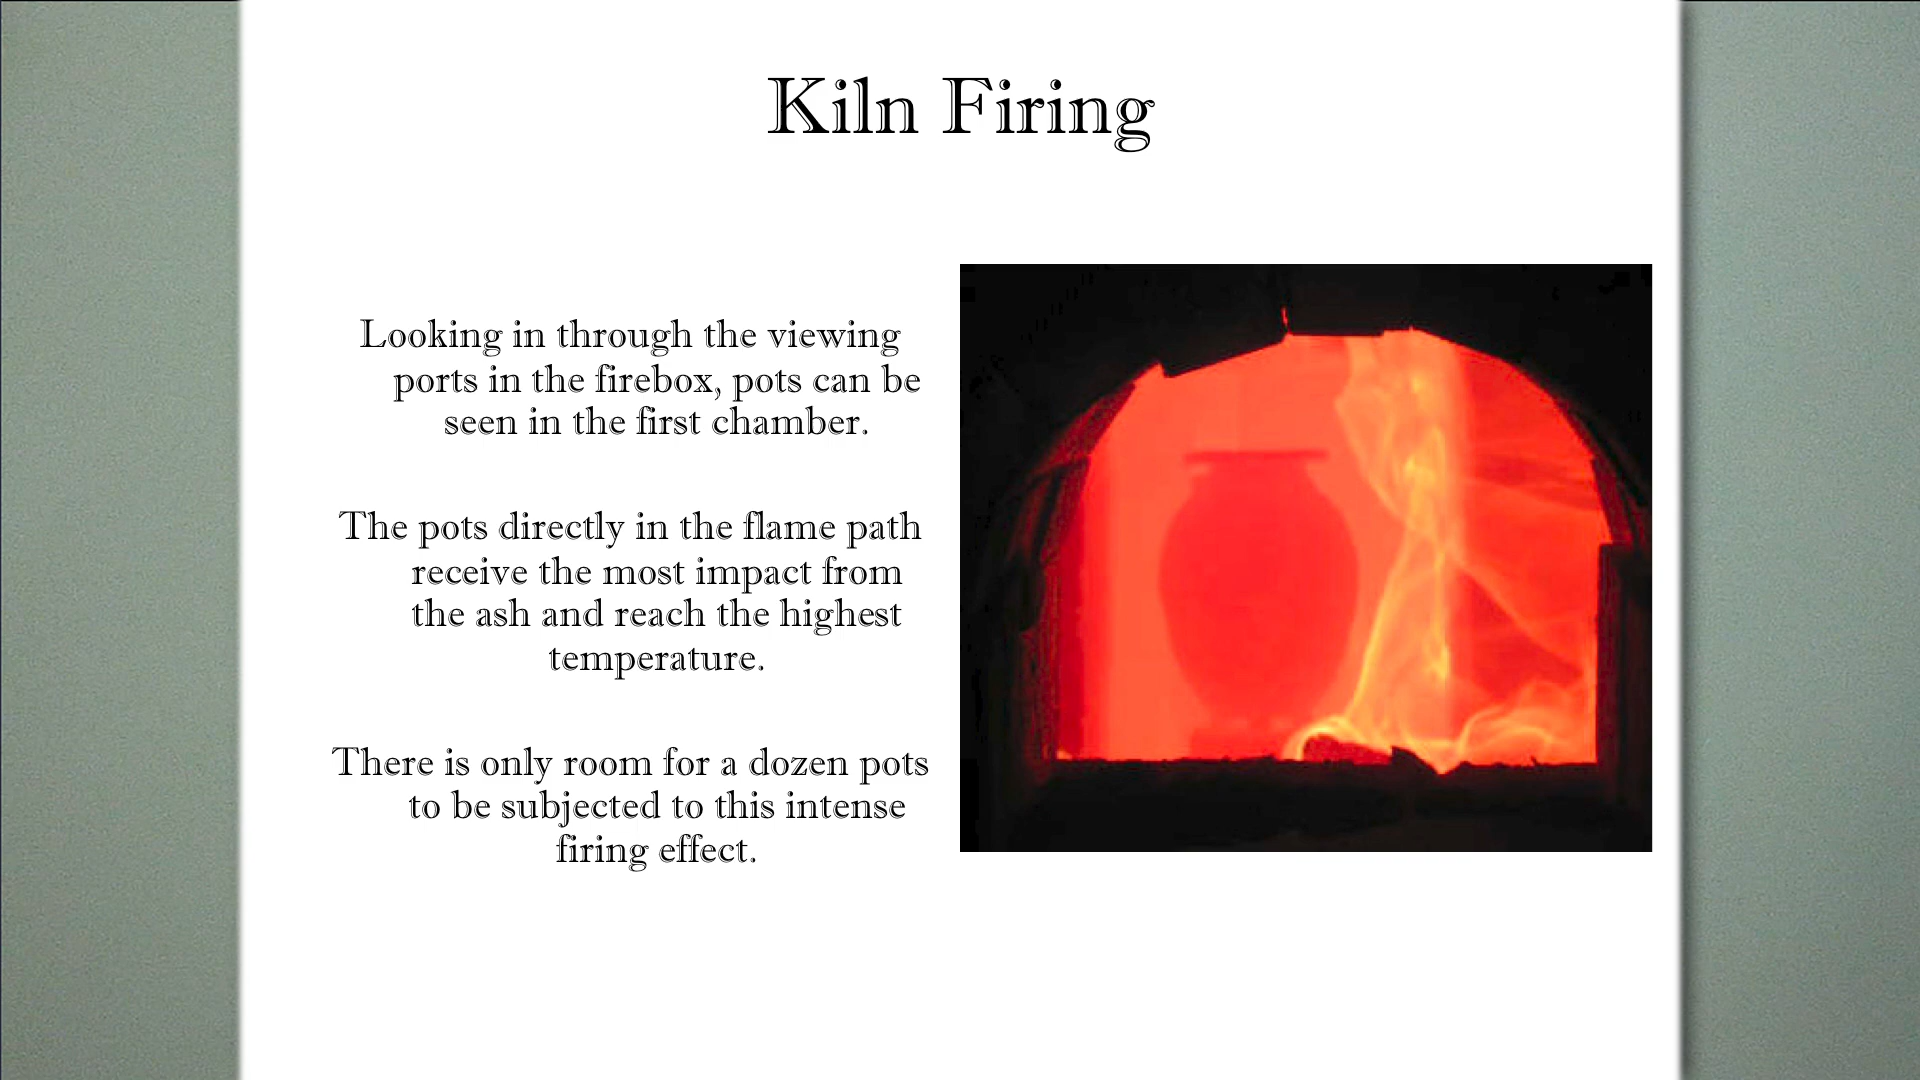 Kiln Firing
Looking in through the viewing
ports in the firebox, pots can be
seen in the first chamber.
The pots directly in the flame path
receive the most impact from
the ash and reach the highest
temperature.
There is only room for a dozen pots
to be subjected to this intense
firing effect.